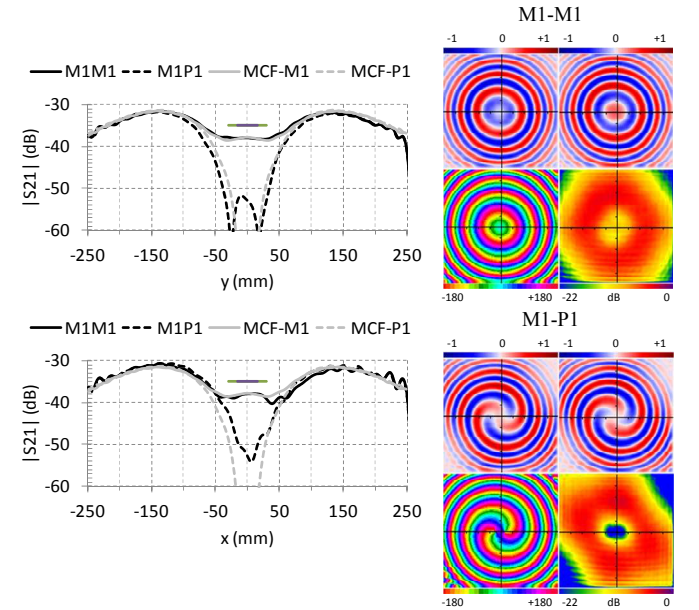 M1M1 M1P1 MCF-M1 MCF-P1
-30
-40
-50
-60
|S21| (dB)
-250 -150 -50 50 150 250
y (mm)
M1M1 M1P1 MCF-M1 MCF-P1
-30
-40
-50
-60
|S21| (dB)
-250 -150 -50 50 150 250
x (mm)
M1-M1
-1 0 +1 -1 0 +1
-180 +180 -22 dB 0
M1-P1
-1 0 +1 -1 0 +1
-180 +180 -22 dB 0